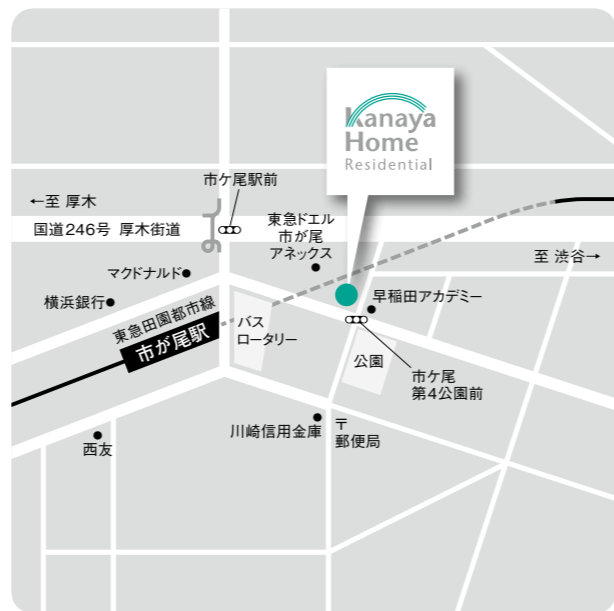 Kanaya
Home
Residential
市ケ尾駅前
←至 厚木
国道246号 厚木街道
東急ドエル
市が尾
アネックス
至 渋谷→
マクドナルド
横浜銀行
早稲田アカデミー
東急田園都市線
市が尾駅
バス
ロータリー
公園
市ケ尾
第4公園前
川崎信用金庫
〒
郵便局
西友